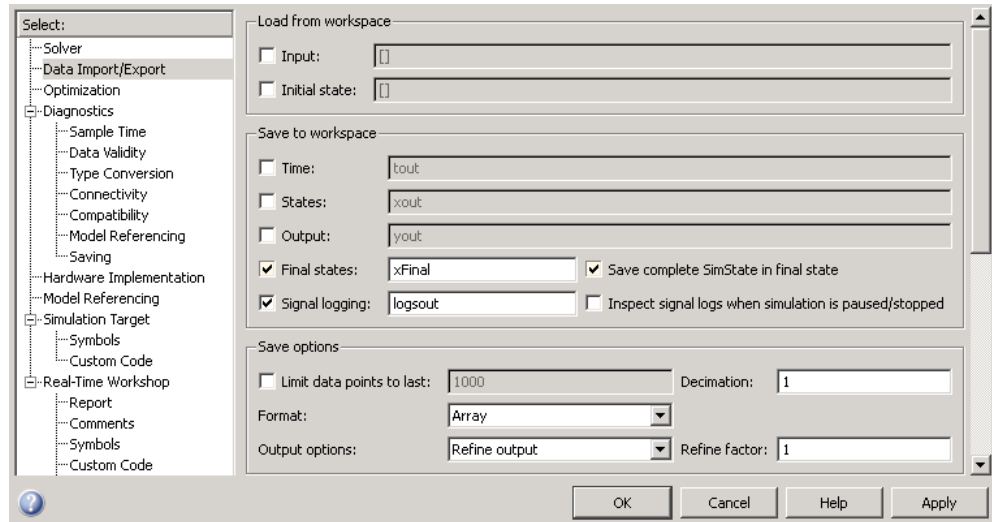 Select:
Solver
Data Import/Export
Optimization
Diagnostics
Sample Time
Data Validity
Type Conversion
Connectivity
Compatibility
Model Referencing
Saving
Hardware Implementation
Model Referencing
Simulation Target
Symbols
Custom Code
Real-Time Workshop
Report
Comments
Symbols
Custom Code
Load from workspace
Input: []
Initial state: []
Save to workspace
Time: tout
States: xout
Output: yout
Final states: xFinal Save complete SimState in final state
Signal logging: logsout Inspect signal logs when simulation is paused/stopped
Save options
Limit data points to last: 1000 Decimation: 1
Format: Array
Output options: Refine output Refine factor: 1
? OK Cancel Help Apply